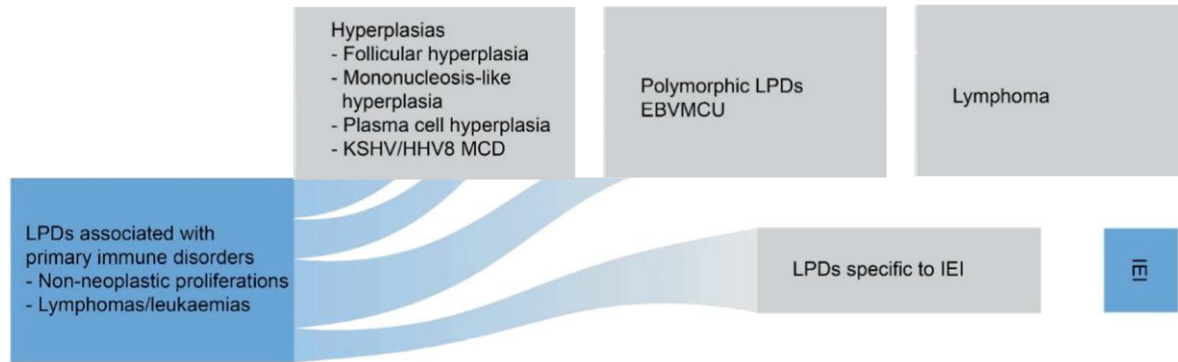 Hyperplasias
- Follicular hyperplasia
- Mononucleosis-like
hyperplasia
- Plasma cell hyperplasia
- KSHV/HHV8 MCD
Polymorphic LPDs
EBVMCU
Lymphoma
LPDs associated with
primary immune disorders
- Non-neoplastic proliferations
- Lymphomas/leukaemias
LPDs specific to IEI
IEI